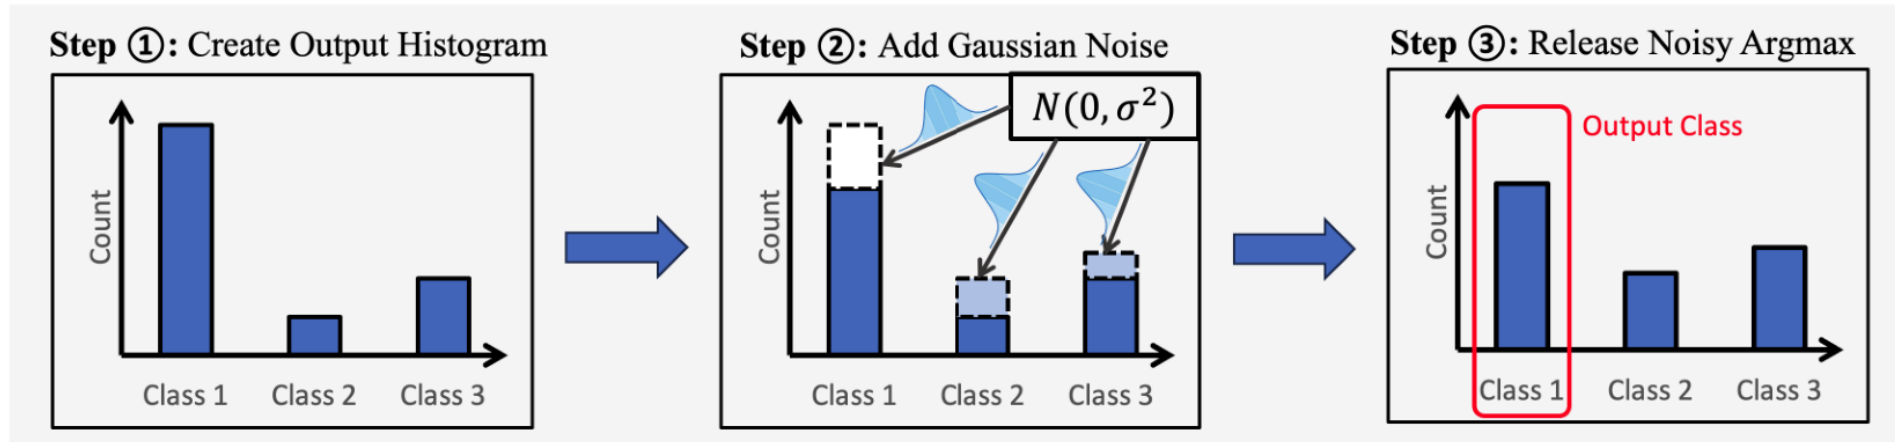 Step ①: Create Output Histogram
Count
Class 1 Class 2 Class 3
Step ②: Add Gaussian Noise
N(0, σ²)
Count
Class 1 Class 2 Class 3
Step ③: Release Noisy Argmax
Output Class
Count
Class 1 Class 2 Class 3